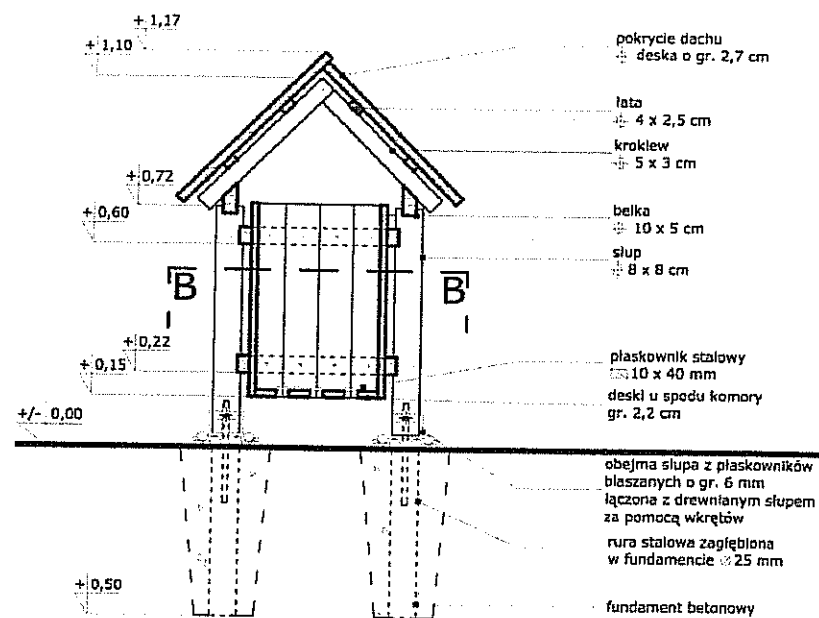 + 1,17
+ 1,10
pokrycie dachu
deska o gr. 2,7 cm
łata
4 x 2,5 cm
krokiew
5 x 3 cm
+ 0,72
+ 0,60
belka
10 x 5 cm
słup
8 x 8 cm
B
B
+ 0,22
+ 0,15
płaskownik stalowy
10 x 40 mm
deski u spodu komory
gr. 2,2 cm
+/- 0,00
obejma słupa z płaskowników
blaszanych o gr. 6 mm
łączona z drewnianym słupem
za pomocą wkrętów
rura stalowa zagłębiona
w fundamencie ⌀ 25 mm
+ 0,50
fundament betonowy